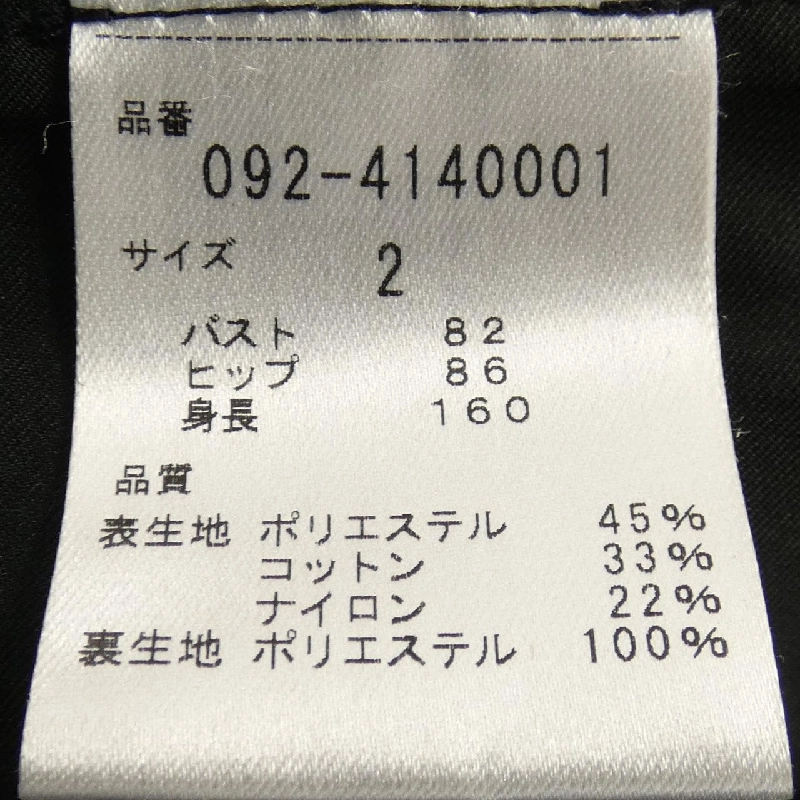 品番
092-4140001
サイズ 2
バスト 82
ヒップ 86
身長 160
品質
表生地 ポリエステル 45%
コットン 33%
ナイロン 22%
裏生地 ポリエステル 100%